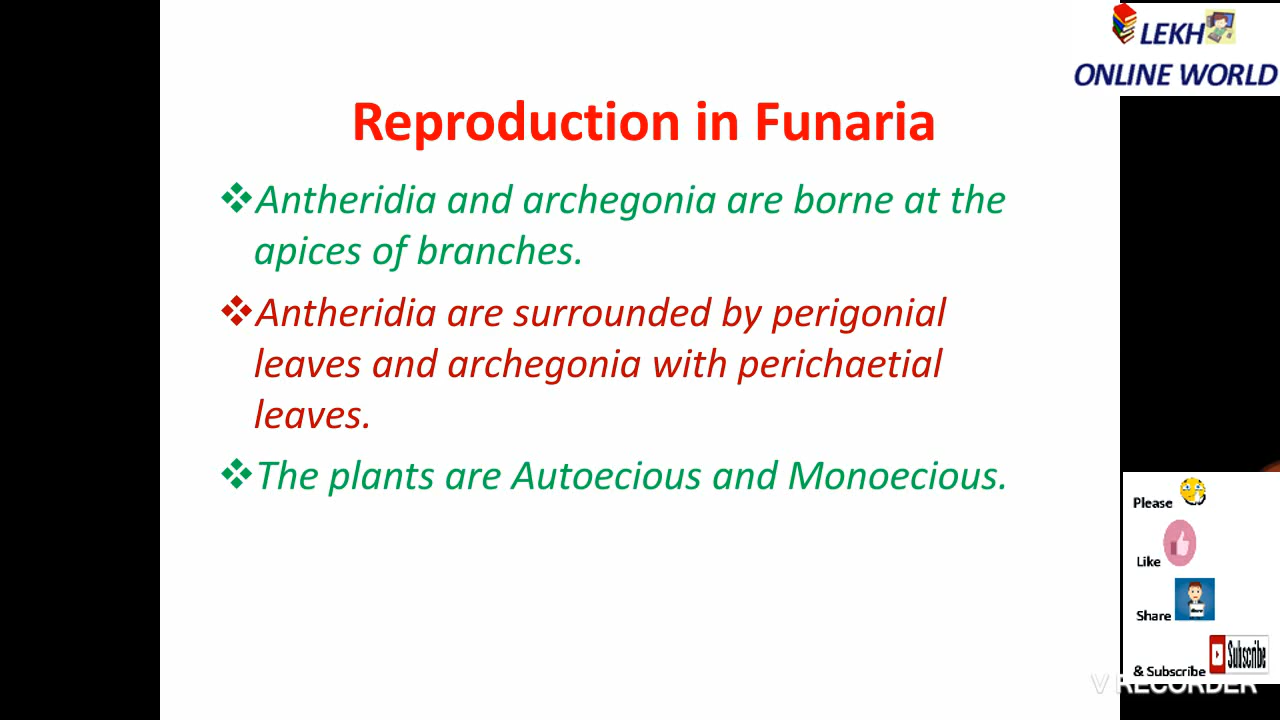 LEKH
ONLINE WORLD
Reproduction in Funaria
❖Antheridia and archegonia are borne at the
apices of branches.
❖Antheridia are surrounded by perigonial
leaves and archegonia with perichaetial
leaves.
❖The plants are Autoecious and Monoecious.
Please
Like
Share
& Subscribe Subscribe
V RECORDER